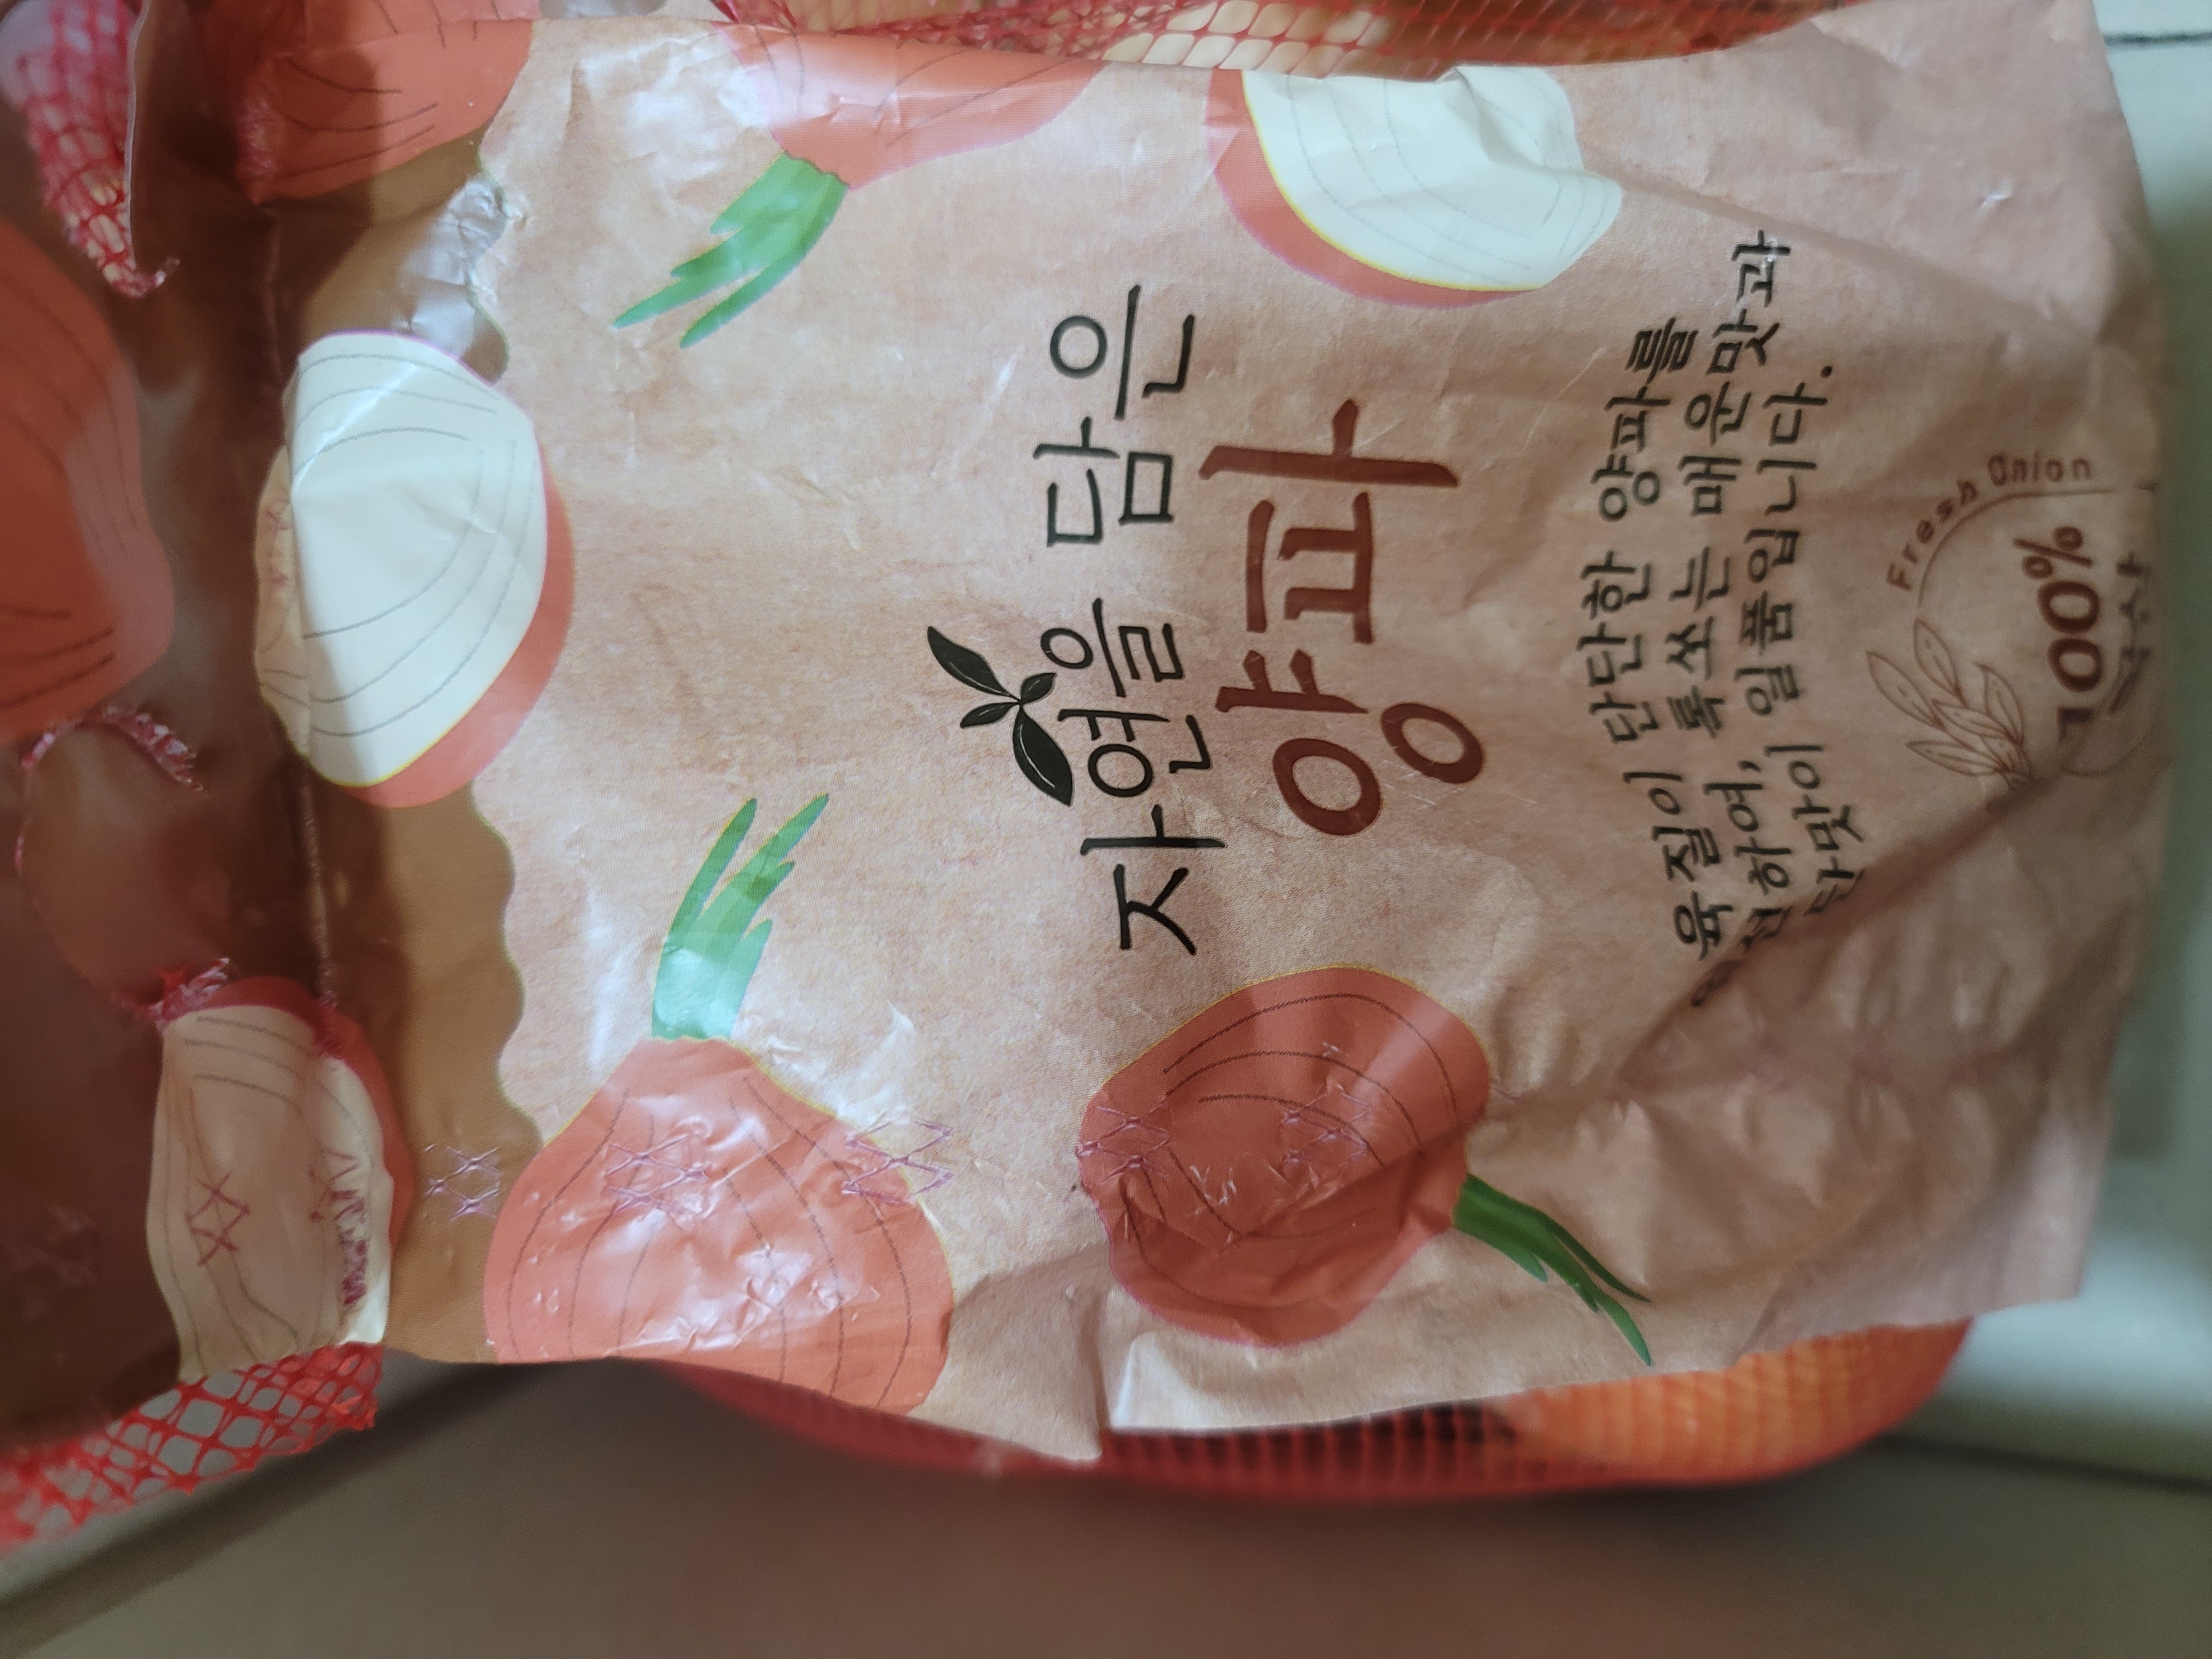 자연을 담은
양파
육질이 단단한 양파를
엄선하여, 톡쏘는 매운맛과
단맛이 일품입니다.
Fresh Onion
100%